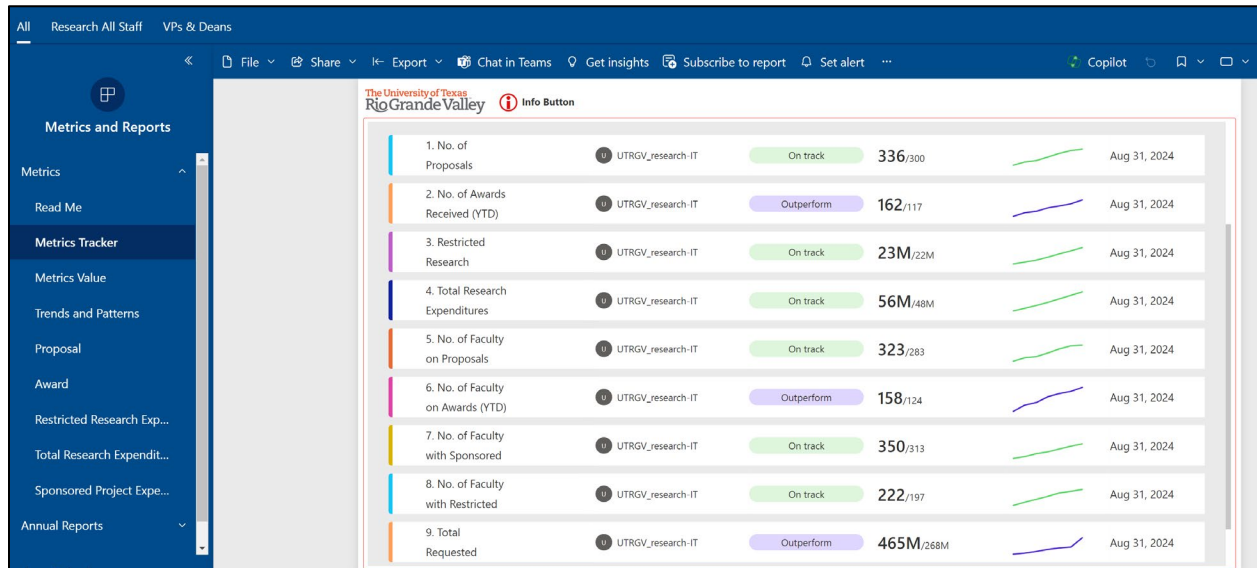 All Research All Staff VPs & Deans
File Share Export Chat in Teams Get insights Subscribe to report Set alert ... Copilot
Metrics and Reports
Metrics
Read Me
Metrics Tracker
Metrics Value
Trends and Patterns
Proposal
Award
Restricted Research Exp...
Total Research Expendit...
Sponsored Project Expe...
Annual Reports
The University of Texas
Rio Grande Valley
Info Button
1. No. of
Proposals
U UTRGV_research-IT On track 336/300 Aug 31, 2024
2. No. of Awards
Received (YTD)
U UTRGV_research-IT Outperform 162/117 Aug 31, 2024
3. Restricted
Research
U UTRGV_research-IT On track 23M/22M Aug 31, 2024
4. Total Research
Expenditures
U UTRGV_research-IT On track 56M/48M Aug 31, 2024
5. No. of Faculty
on Proposals
U UTRGV_research-IT On track 323/283 Aug 31, 2024
6. No. of Faculty
on Awards (YTD)
U UTRGV_research-IT Outperform 158/124 Aug 31, 2024
7. No. of Faculty
with Sponsored
U UTRGV_research-IT On track 350/313 Aug 31, 2024
8. No. of Faculty
with Restricted
U UTRGV_research-IT On track 222/197 Aug 31, 2024
9. Total
Requested
U UTRGV_research-IT Outperform 465M/268M Aug 31, 2024